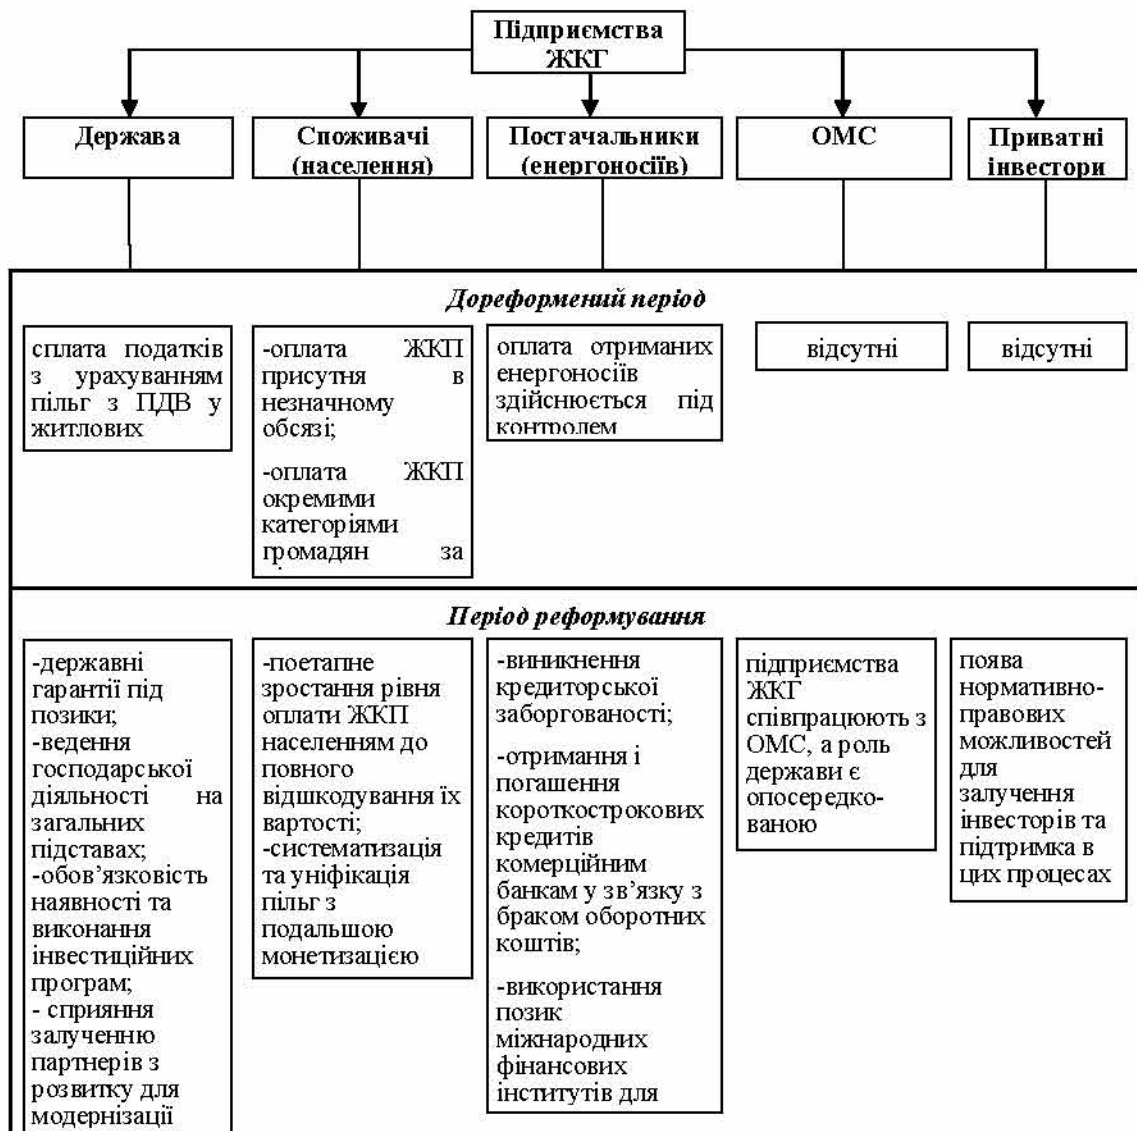 Підприємства
ЖКГ
Держава
Споживачі
(населення)
Постачальники
(енергоносіїв)
ОМС
Приватні
інвестори
Дореформений період
сплата податків
з урахуванням
пільг з ПДВ у
житлових
-оплата ЖКП
присутня в
незначному
обсязі;
-оплата ЖКП
окремими
категоріями
громадян за
оплата отриманих
енергоносіїв
здійснюється під
контролем
відсутні
відсутні
Період реформування
-державні
гарантії під
позики;
-ведення
господарської
діяльності на
загальних
підставах;
-обов’язковість
наявності та
виконання
інвестиційних
програм;
- сприяння
залученню
партнерів з
розвитку для
модернізації
-поетапне
зростання рівня
оплати ЖКП
населенням до
повного
відшкодування їх
вартості;
-систематизація
та уніфікація
пільг з
подальшою
монетизацією
-виникнення
кредиторської
заборгованості;
-отримання і
погашення
короткострокових
кредитів
комерційним
банкам у зв’язку з
браком оборотних
коштів;
-використання
позик
міжнародних
фінансових
інститутів для
підприємства
ЖКГ
співпрацюють з
ОМС, а роль
держави є
опосередко-
ваною
поява
нормативно-
правових
можливостей
для
залучення
інвесторів та
підтримка в
цих процесах